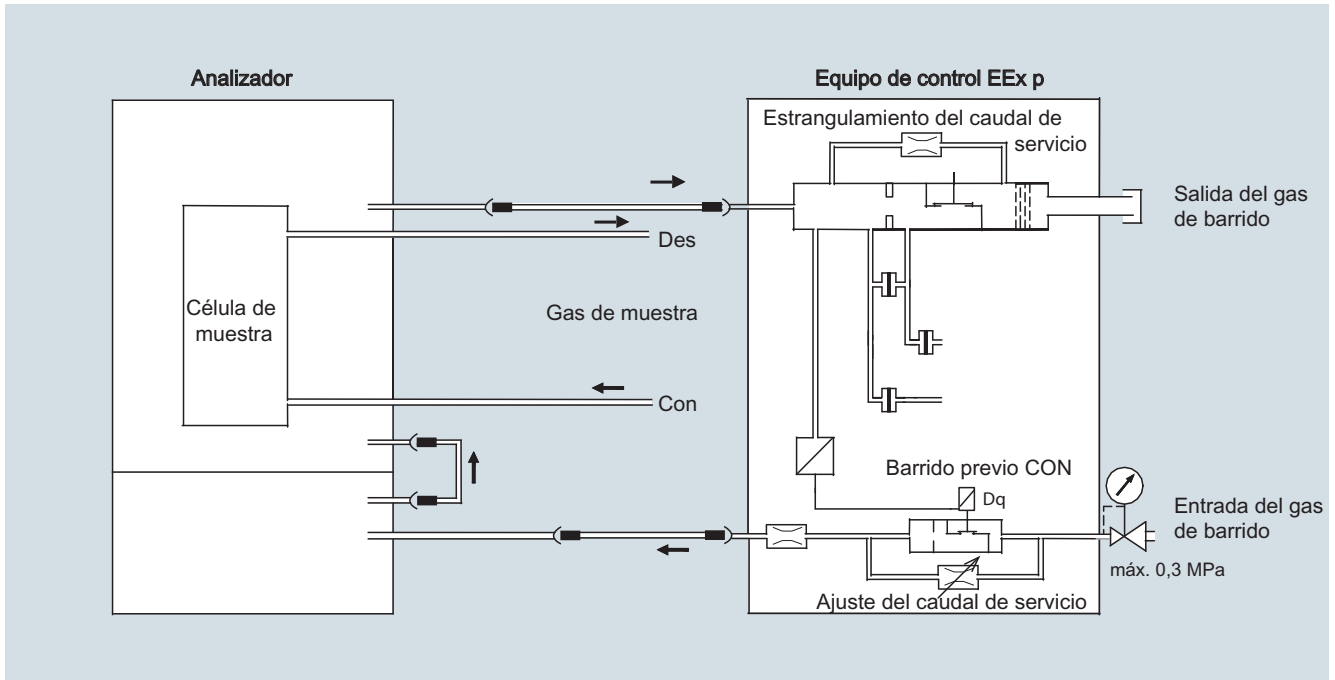 Analizador
Equipo de control EEx p
Estrangulamiento del caudal de
servicio
Salida del gas
de barrido
Des
Célula de
muestra
Gas de muestra
Con
Barrido previo CON
Dq
Entrada del gas
de barrido
máx. 0,3 MPa
Ajuste del caudal de servicio